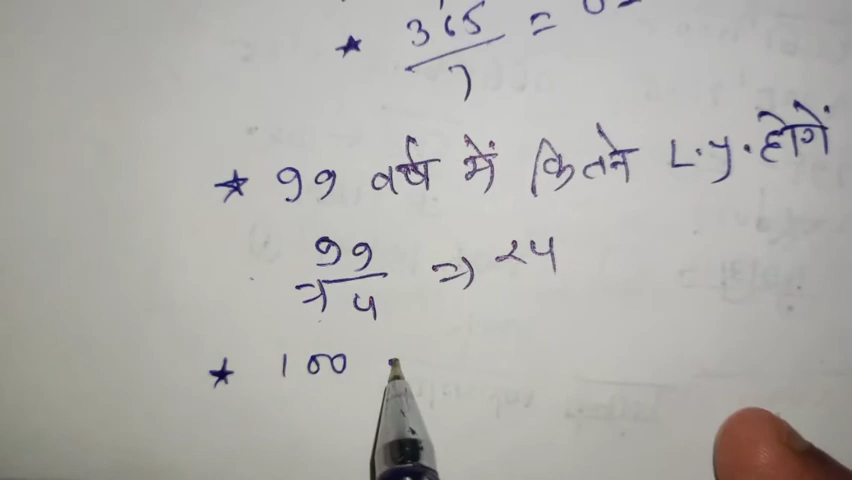 ★ 365/7 =
★ 99 वर्ष में कितने L.y. होगें
⇒ 99/4 ⇒ 24
★ 100